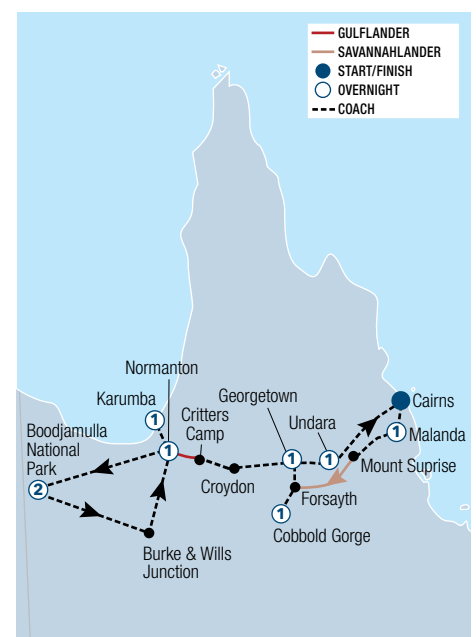 GULFLANDER
SAVANNAHLANDER
START/FINISH
1 OVERNIGHT
COACH
Normanton
Karumba
1
Critters
Camp
Georgetown
Undara
Cairns
Boodjamulla
National
Park
2
1
1
1
1
Malanda
Mount Suprise
Croydon
Forsayth
1
Cobbold Gorge
Burke & Wills
Junction